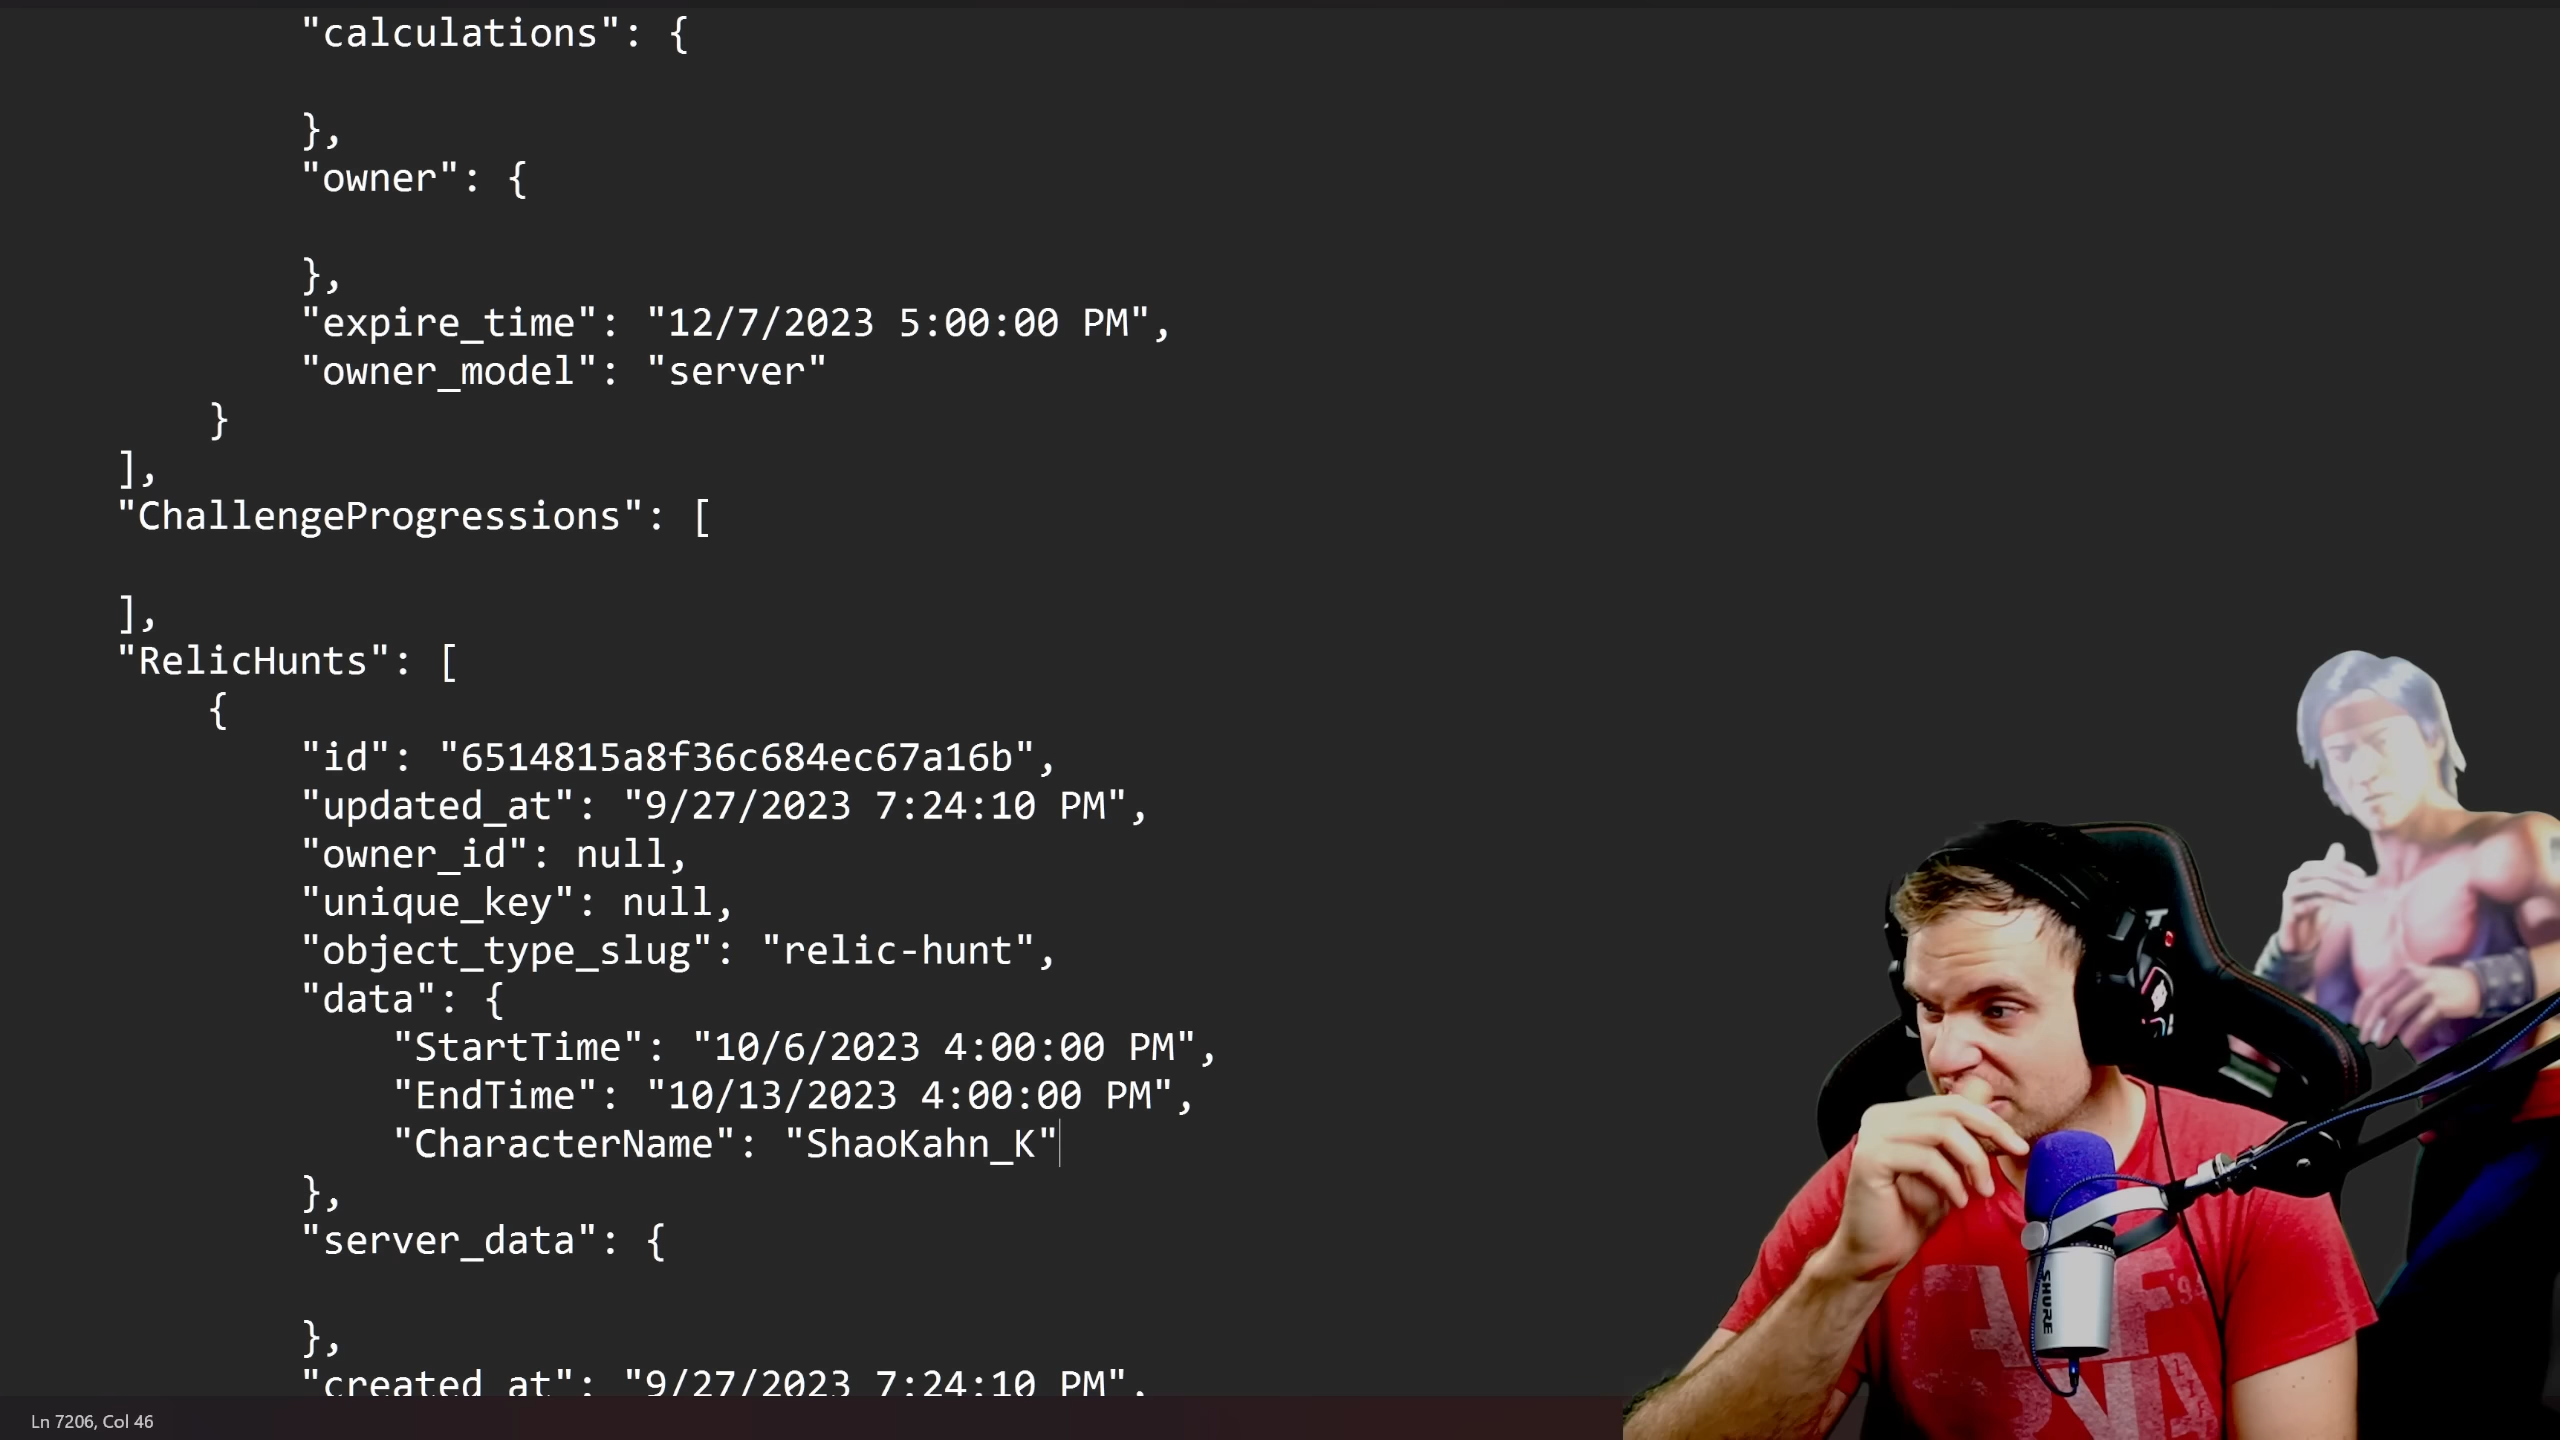 "calculations": {
},
"owner": {
},
"expire_time": "12/7/2023 5:00:00 PM",
"owner_model": "server"
}
],
"ChallengeProgressions": [
],
"RelicHunts": [
{
"id": "6514815a8f36c684ec67a16b",
"updated_at": "9/27/2023 7:24:10 PM",
"owner_id": null,
"unique_key": null,
"object_type_slug": "relic-hunt",
"data": {
"StartTime": "10/6/2023 4:00:00 PM",
"EndTime": "10/13/2023 4:00:00 PM",
"CharacterName": "ShaoKahn_K"
},
"server_data": {
},
"created_at": "9/27/2023 7:24:10 PM",
Ln 7206, Col 46
SHURE